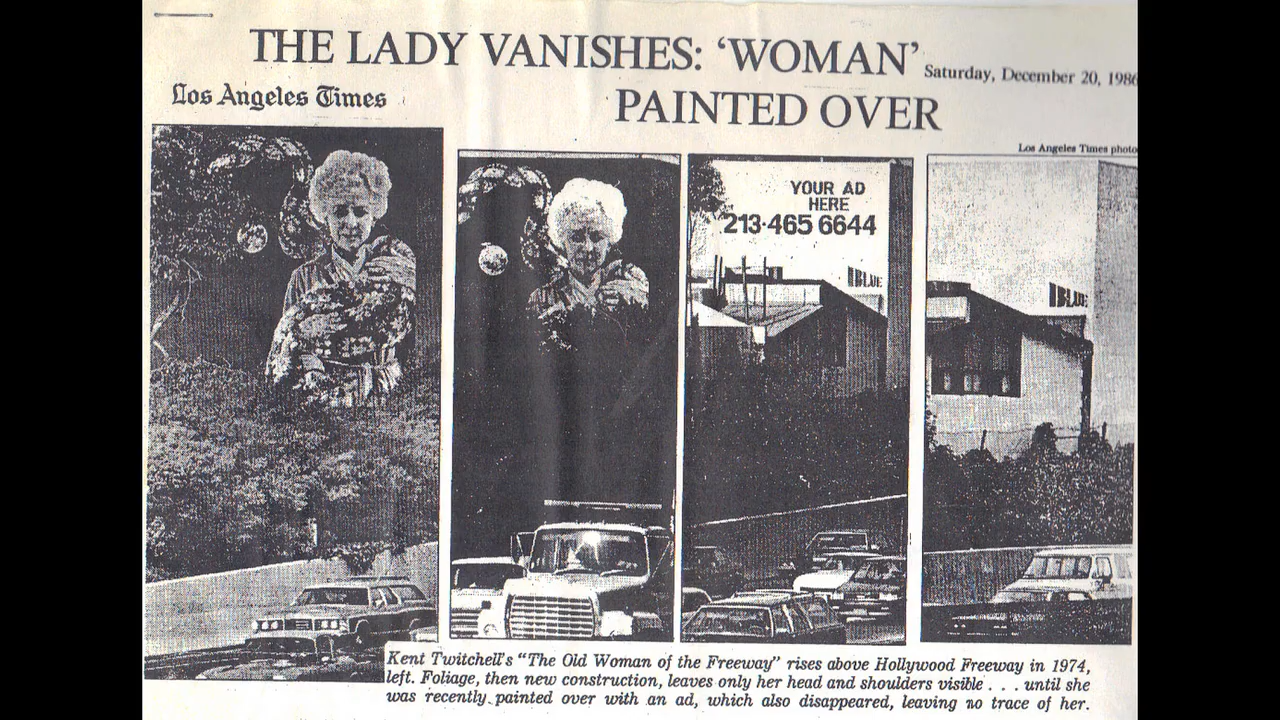 THE LADY VANISHES: ‘WOMAN’
Saturday, December 20, 1986
Los Angeles Times
PAINTED OVER
Los Angeles Times photo
YOUR AD
HERE
213·465 6644
BLUE
BLUE
Kent Twitchell's “The Old Woman of the Freeway” rises above Hollywood Freeway in 1974,
left. Foliage, then new construction, leaves only her head and shoulders visible . . . until she
was recently painted over with an ad, which also disappeared, leaving no trace of her.